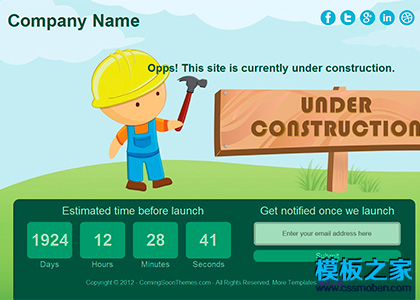 Company Name
Opps! This site is currently under construction.
UNDER
CONSTRUCTION
Estimated time before launch
Get notified once we launch
1924
12
28
41
Days
Hours
Minutes
Seconds
Enter your email address here
Submit
Copyright © 2012 - ComingSoonThemes.com - All Rights Reserved. More Templates
模板之家
www.cssmoban.com